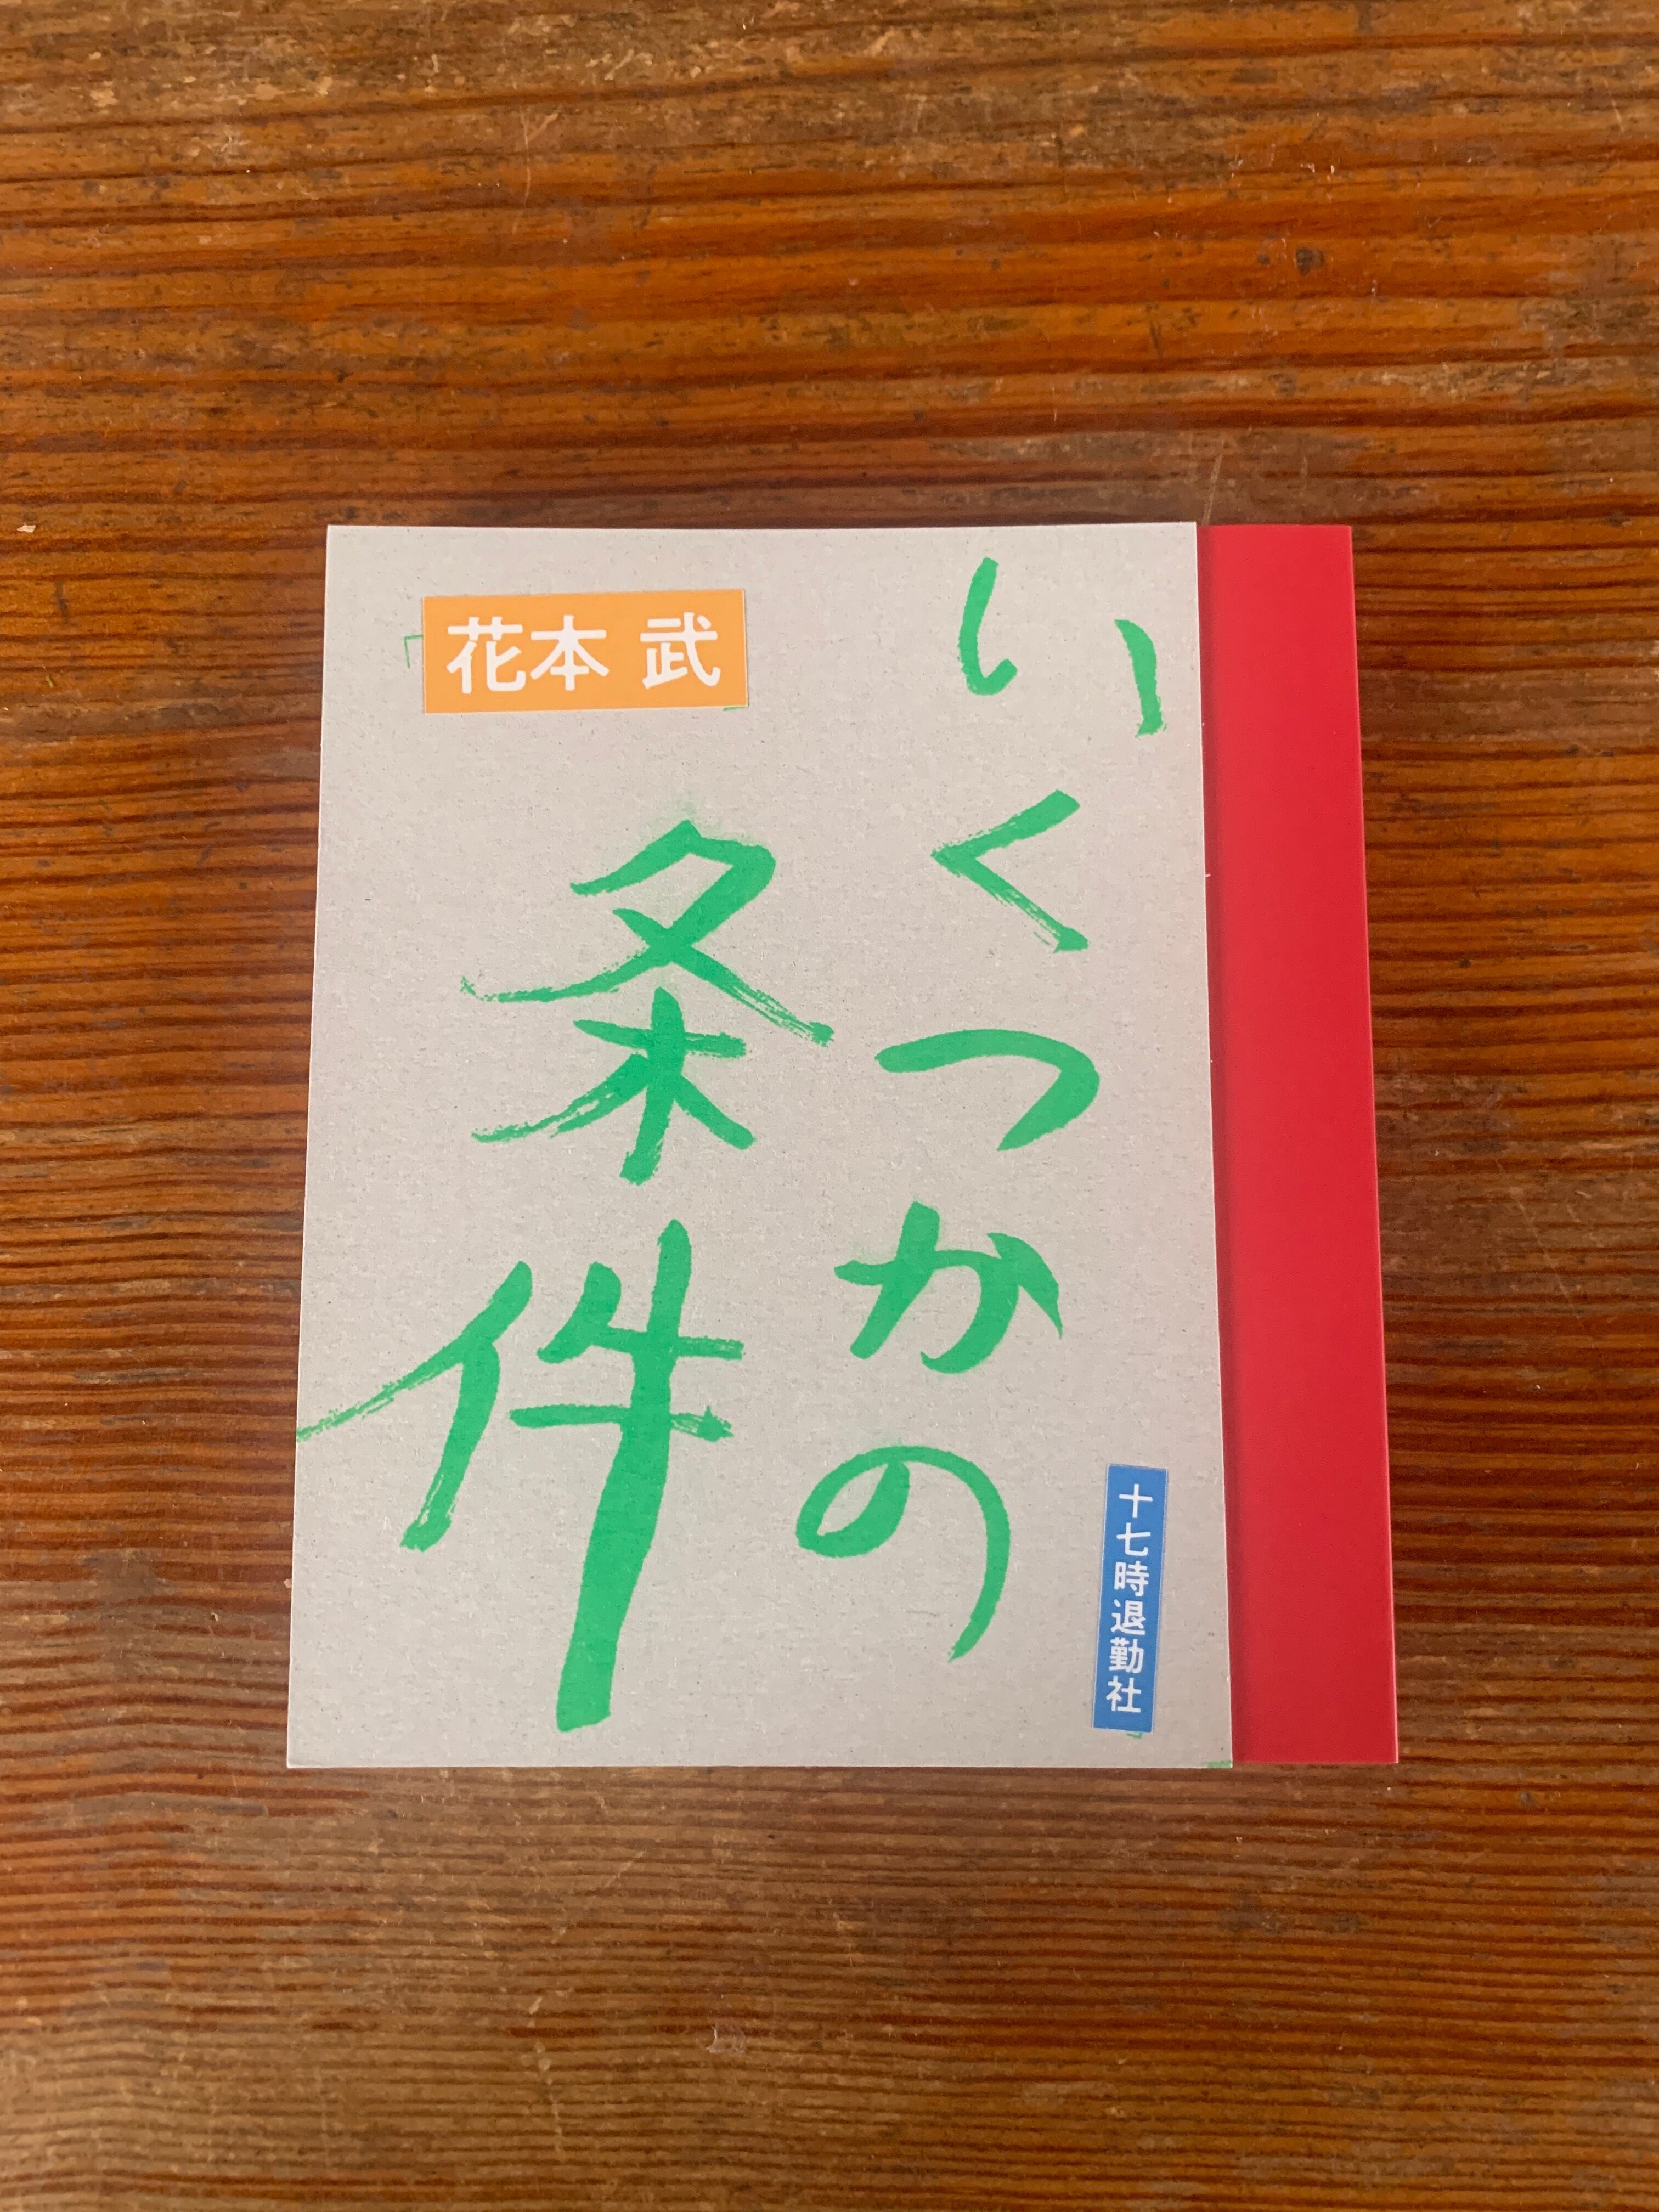 いくつかの
条件
花本 武
十七時退勤社